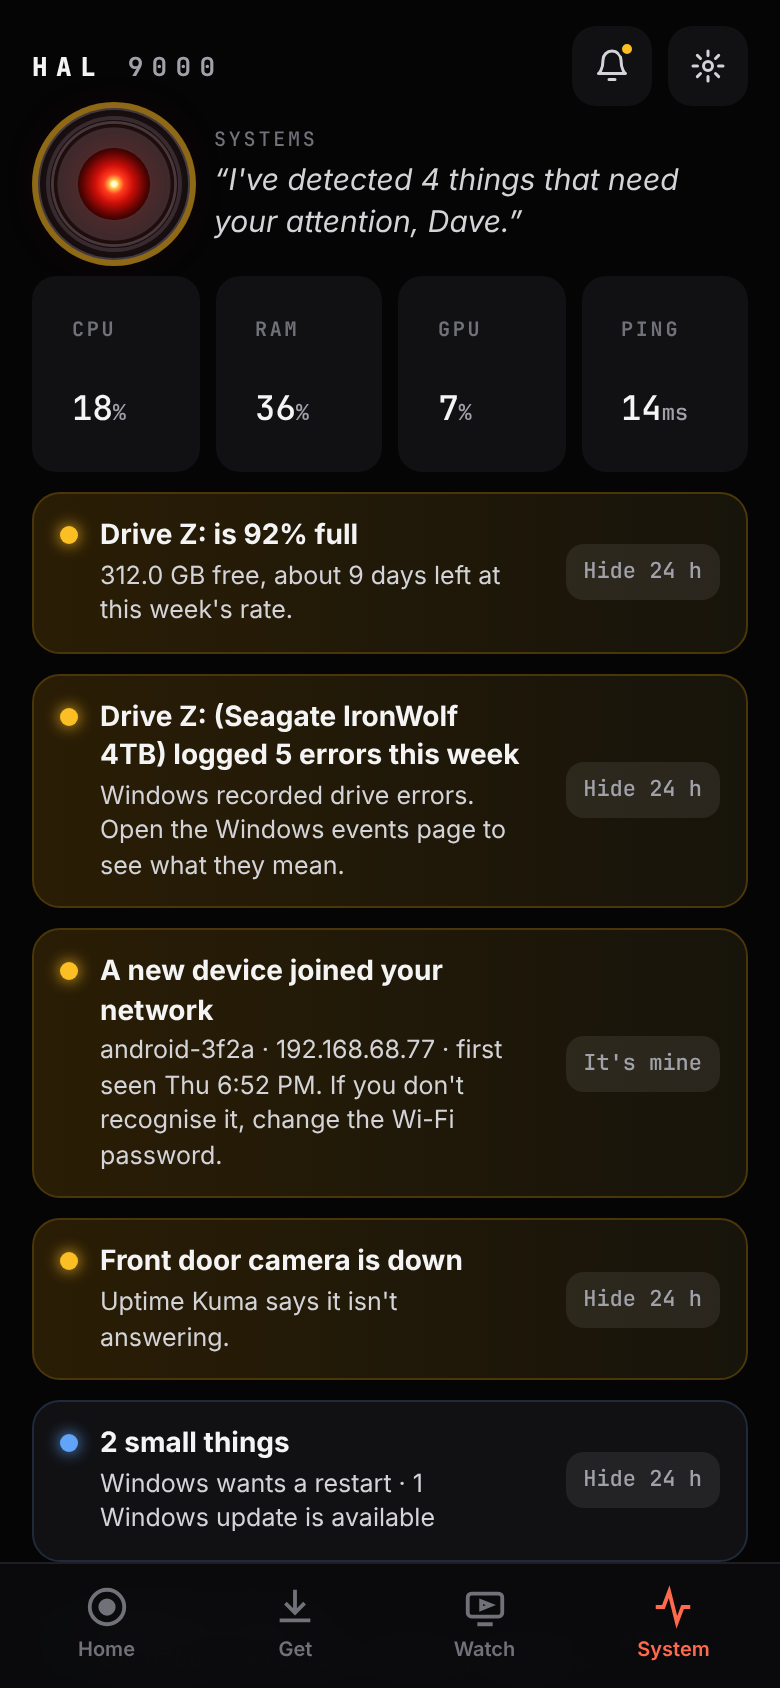 HAL 9000
SYSTEMS
“I've detected 4 things that need
your attention, Dave.”
CPU
RAM
GPU
PING
18%
36%
7%
14ms
Drive Z: is 92% full
312.0 GB free, about 9 days left at
this week's rate.
Hide 24 h
Drive Z: (Seagate IronWolf
4TB) logged 5 errors this week
Windows recorded drive errors.
Open the Windows events page to
see what they mean.
Hide 24 h
A new device joined your
network
android-3f2a · 192.168.68.77 · first
seen Thu 6:52 PM. If you don't
recognise it, change the Wi-Fi
password.
It's mine
Front door camera is down
Uptime Kuma says it isn't
answering.
Hide 24 h
2 small things
Windows wants a restart · 1
Windows update is available
Hide 24 h
Home
Get
Watch
System